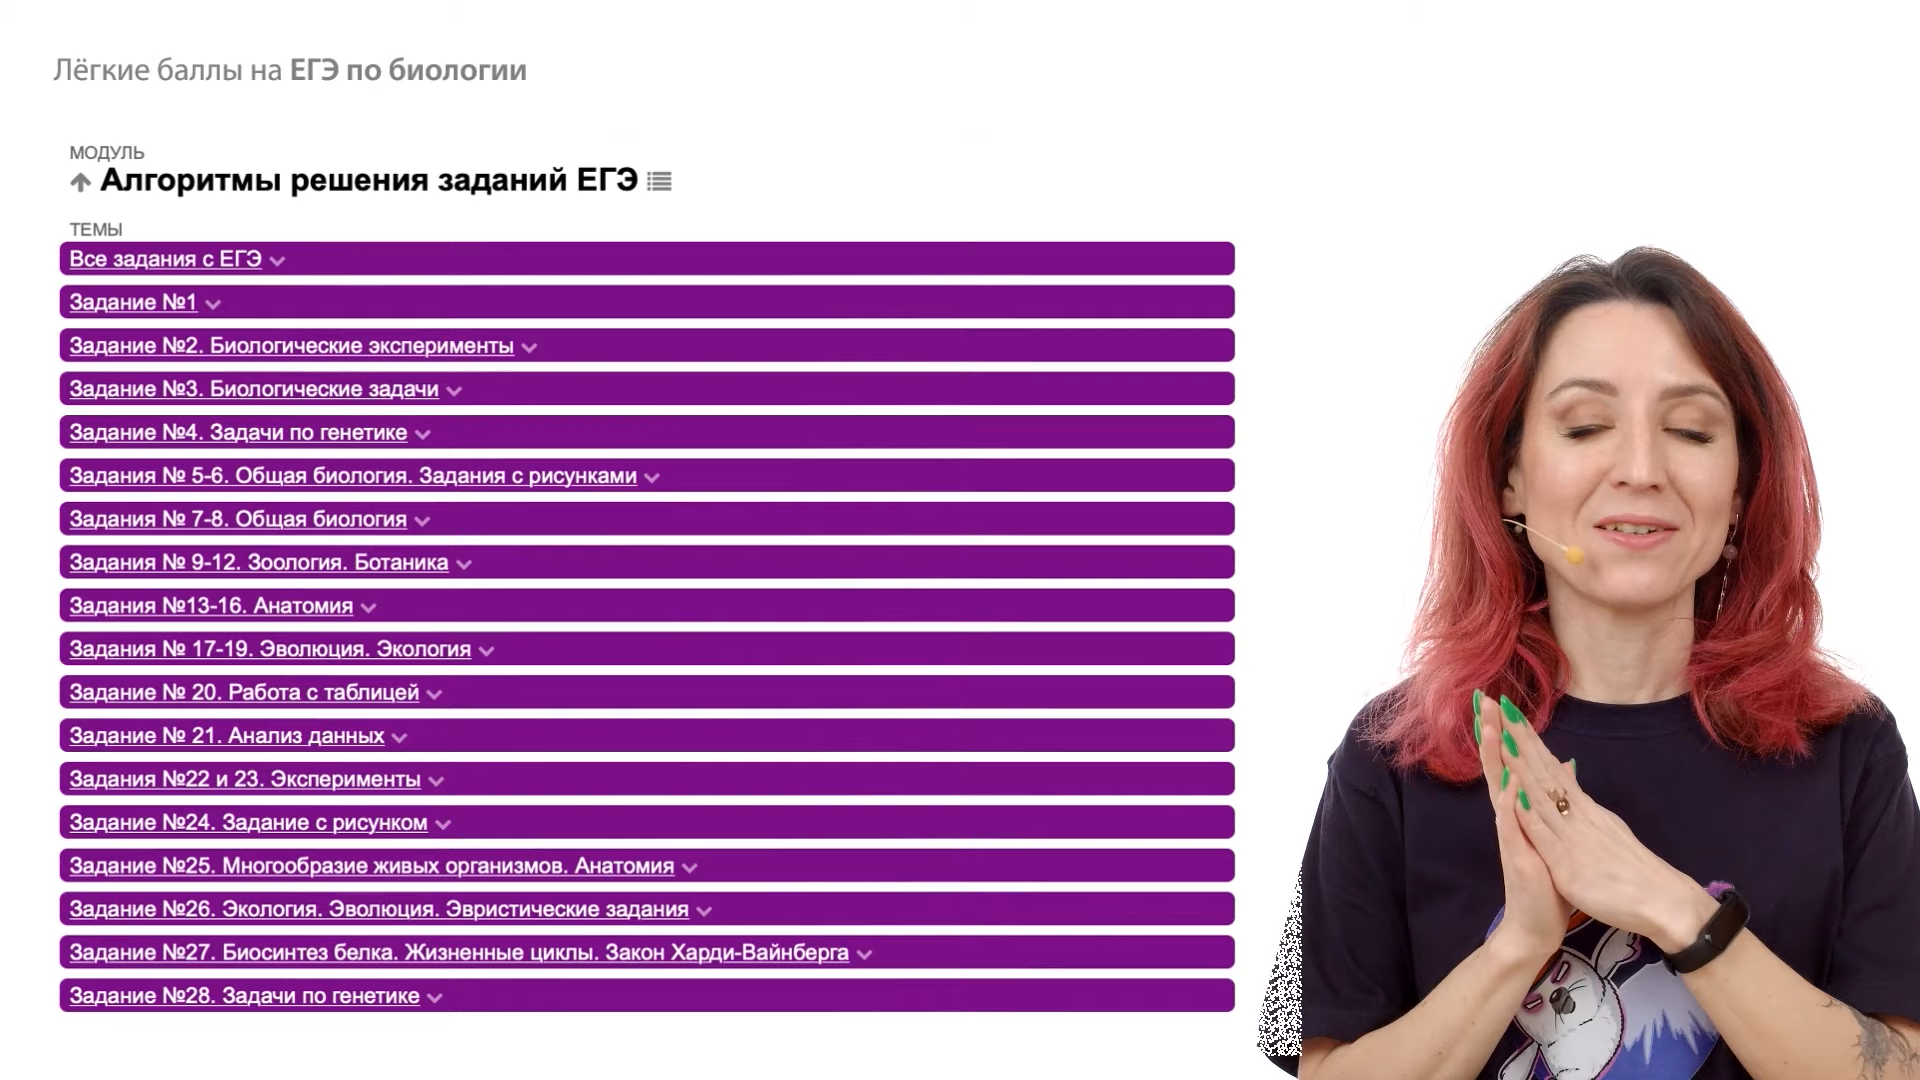 Лёгкие баллы на ЕГЭ по биологии
МОДУЛЬ
Алгоритмы решения заданий ЕГЭ
ТЕМЫ
Все задания с ЕГЭ
Задание №1
Задание №2. Биологические эксперименты
Задание №3. Биологические задачи
Задание №4. Задачи по генетике
Задания № 5-6. Общая биология. Задания с рисунками
Задания № 7-8. Общая биология
Задания № 9-12. Зоология. Ботаника
Задания №13-16. Анатомия
Задания № 17-19. Эволюция. Экология
Задание № 20. Работа с таблицей
Задание № 21. Анализ данных
Задания №22 и 23. Эксперименты
Задание №24. Задание с рисунком
Задание №25. Многообразие живых организмов. Анатомия
Задание №26. Экология. Эволюция. Эвристические задания
Задание №27. Биосинтез белка. Жизненные циклы. Закон Харди-Вайнберга
Задание №28. Задачи по генетике